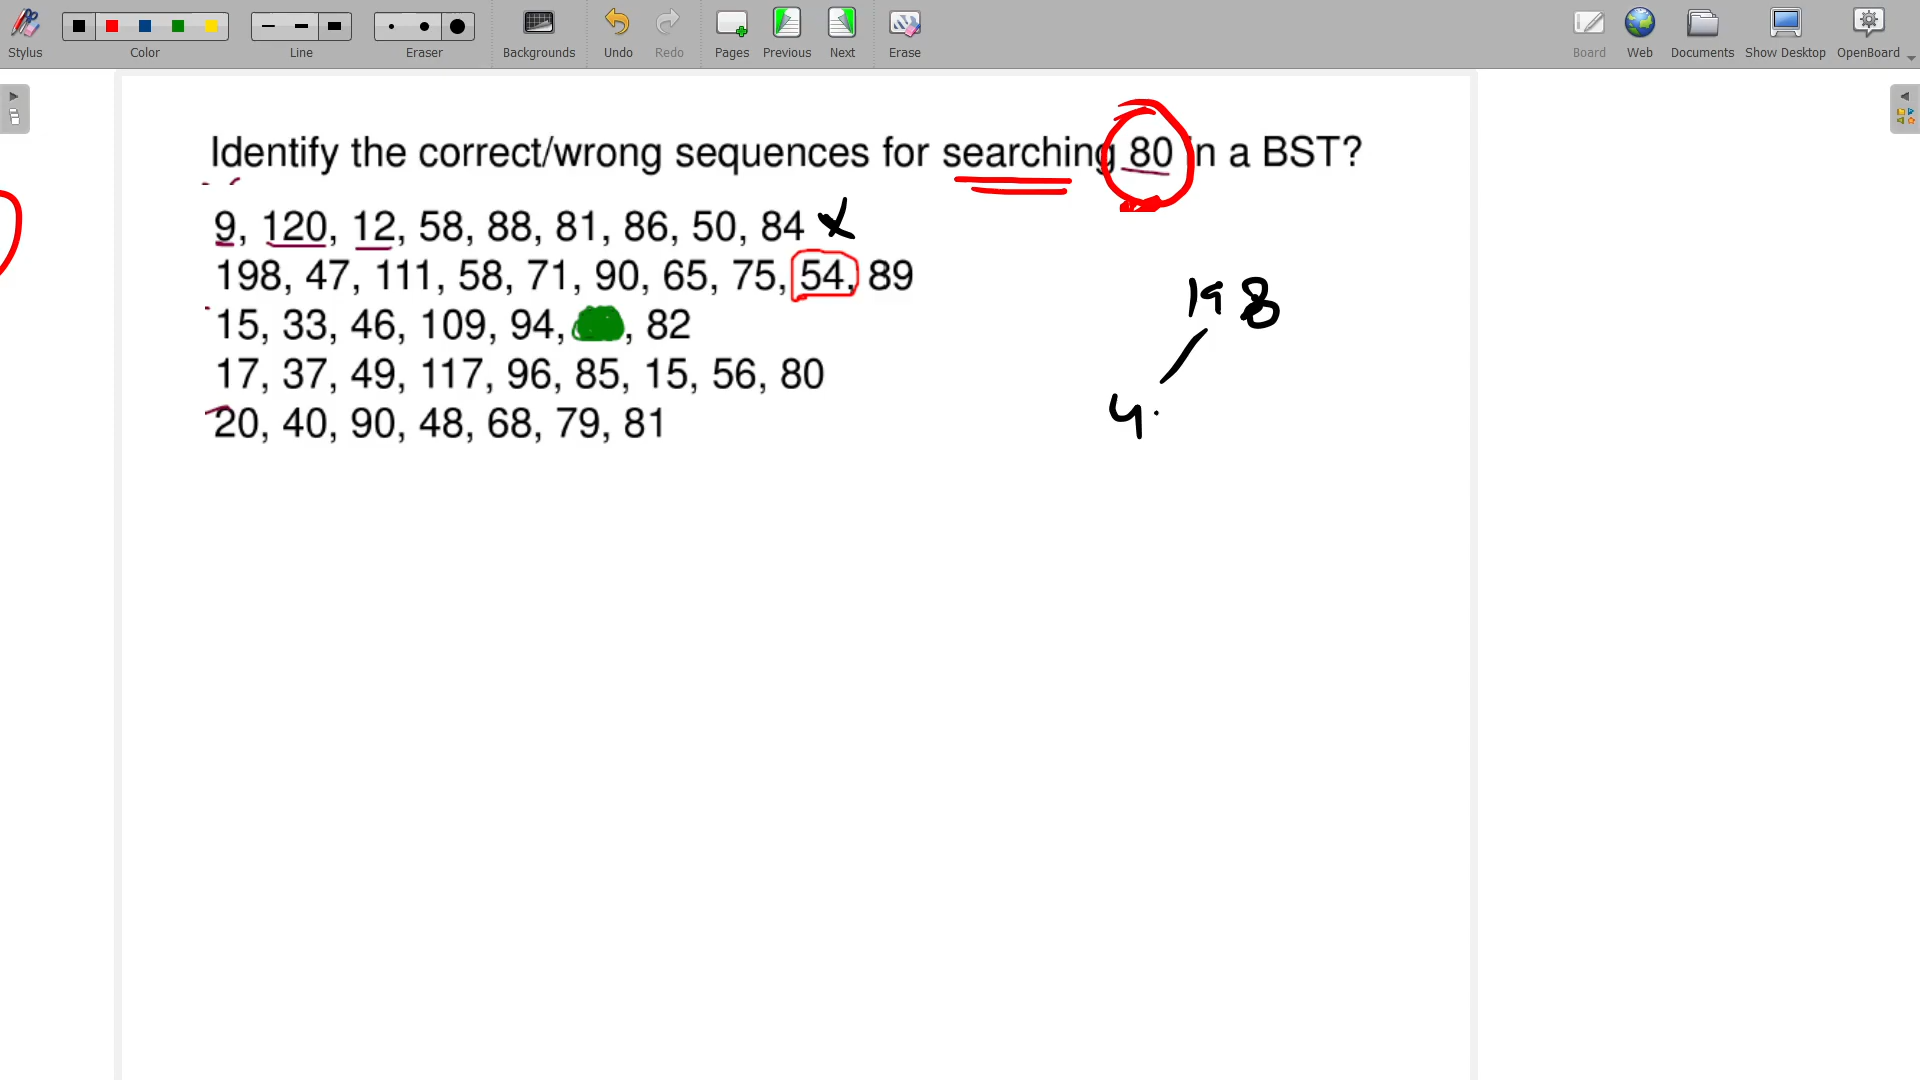 Stylus Color Line Eraser Backgrounds Undo Redo Pages Previous Next Erase Board Web Documents Show Desktop OpenBoard
Identify the correct/wrong sequences for searching 80 in a BST?
9, 120, 12, 58, 88, 81, 86, 50, 84 x
198, 47, 111, 58, 71, 90, 65, 75, 54, 89
15, 33, 46, 109, 94, , 82
17, 37, 49, 117, 96, 85, 15, 56, 80
20, 40, 90, 48, 68, 79, 81
198
4